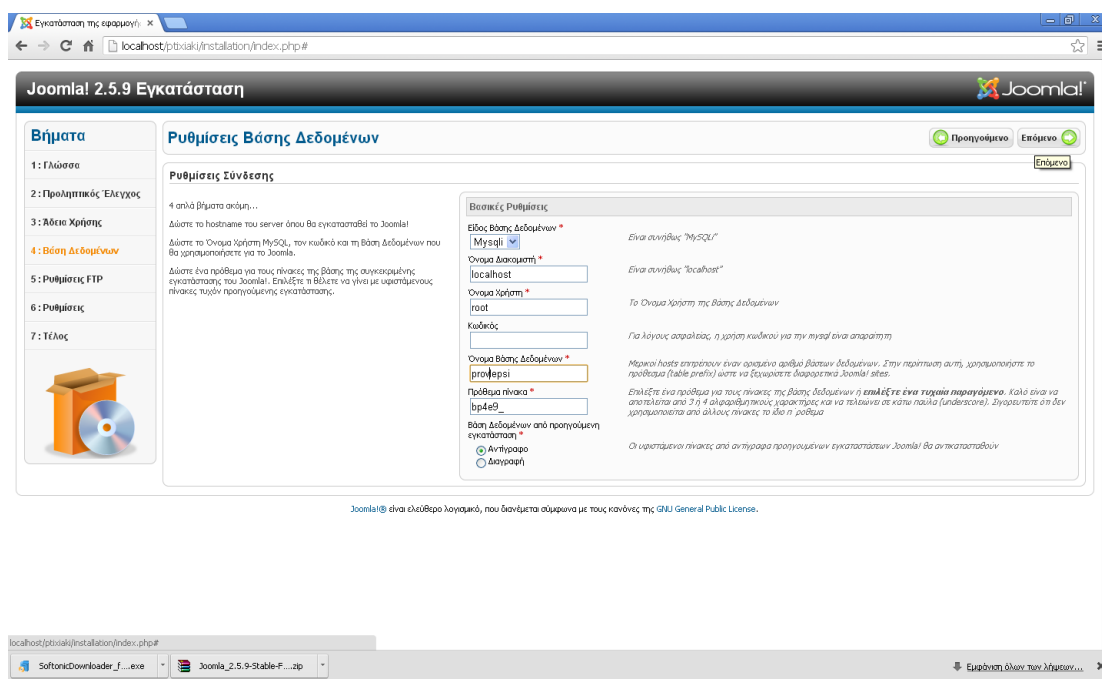 Εγκατάσταση της εφαρμογής
localhost/ptixiaki/installation/index.php#
Joomla! 2.5.9 Εγκατάσταση
Joomla!
Βήματα
1 : Γλώσσα
2 : Προληπτικός Έλεγχος
3 : Άδεια Χρήσης
4 : Βάση Δεδομένων
5 : Ρυθμίσεις FTP
6 : Ρυθμίσεις
7 : Τέλος
Ρυθμίσεις Βάσης Δεδομένων
Προηγούμενο
Επόμενο
Επόμενο
Ρυθμίσεις Σύνδεσης
4 απλά βήματα ακόμη...
Δώστε το hostname του server όπου θα εγκατασταθεί το Joomla!
Δώστε το Όνομα Χρήστη MySQL, τον κωδικό και τη Βάση Δεδομένων που
θα χρησιμοποιήσετε για το Joomla.
Δώστε ένα πρόθεμα για τους πίνακες της βάσης της συγκεκριμένης
εγκατάστασης του Joomla!. Επιλέξτε τι θέλετε να γίνει με υφιστάμενους
πίνακες τυχόν προηγούμενης εγκατάστασης.
Βασικές Ρυθμίσεις
Είδος Βάσης Δεδομένων *
Mysqli
Είναι συνήθως "MySQLi"
Όνομα Διακομιστή *
localhost
Είναι συνήθως "localhost"
Όνομα Χρήστη *
root
Το Όνομα Χρήστη της Βάσης Δεδομένων
Κωδικός
Για λόγους ασφαλείας, η χρήση κωδικού για την mysql είναι απαραίτητη
Όνομα Βάσης Δεδομένων *
provlepsi
Μερικοί hosts επιτρέπουν έναν ορισμένο αριθμό βάσεων δεδομένων. Στην περίπτωση αυτή, χρησιμοποιήστε το
πρόθεσμα (table prefix) ώστε να ξεχωρίσετε διαφορετικά Joomla! sites.
Πρόθεμα πίνακα *
bp4e9_
Επιλέξτε ένα πρόθεμα για τους πίνακες της βάσης δεδομένων ή επιλέξτε ένα τυχαία παραγόμενο. Καλό είναι να
αποτελείται από 3 ή 4 αλφαριθμητικούς χαρακτήρες και να τελειώνει σε κάτω παύλα (underscore). Σιγουρευτείτε ότι δεν
χρησιμοποιείται από άλλους πίνακες το ίδιο π΄ροθεμα
Βάση Δεδομένων από προηγούμενη
εγκατάσταση *
Αντίγραφο
Διαγραφή
Οι υφιστάμενοι πίνακες από αντίγραφα προηγουμένων εγκαταστάσεων Joomla! θα αντικατασταθούν
Joomla!® είναι ελεύθερο λογισμικό, που διανέμεται σύμφωνα με τους κανόνες της GNU General Public License.
localhost/ptixiaki/installation/index.php#
SoftonicDownloader_f....exe
Joomla_2.5.9-Stable-F....zip
Εμφάνιση όλων των λήψεων...